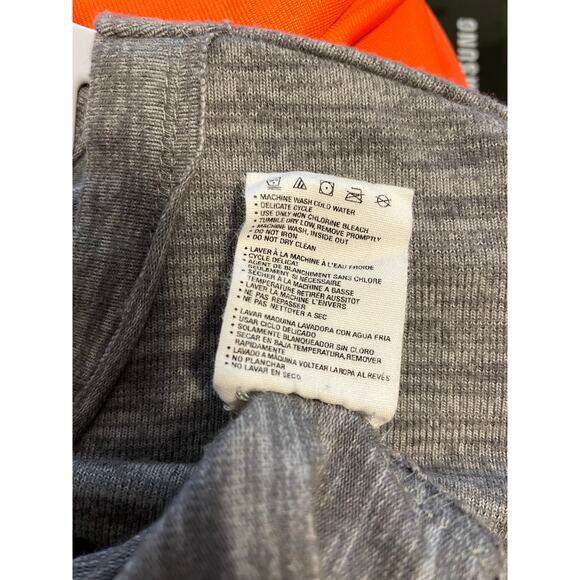 SAMSUNG
• MACHINE WASH COLD WATER
• DELICATE CYCLE
• USE ONLY NON CHLORINE BLEACH
• TUMBLE DRY LOW, REMOVE PROMPTLY
• MACHINE WASH, INSIDE OUT
• DO NOT IRON
• DO NOT DRY CLEAN
• LAVER À LA MACHINE À L'EAU FROIDE
• CYCLE DÉLICAT
• AGENT DE BLANCHIMENT SANS CHLORE
SEULEMENT SI NÉCESSAIRE
• SÉCHER À LA MACHINE A BASSE
TEMPERATURE RETIRER AUSSITOT
• LAVER, LA MACHINE L'ENVERS
• NE PAS REPASSER
• NE PAS NETTOYER A SEC
• LAVAR MAQUINA LAVADORA CON AGUA FRIA
• USAR CICLO DELICADO
• SOLAMENTE BLANQUEADOR SIN CLORO
• SECAR EN BAJA TEMPERATURA, REMOVER
RAPIDAMENTE
• LAVADO A MÁQUINA VOLTEAR LA ROPA AL REVÉS
• NO PLANCHAR
• NO LAVAR EN SECO